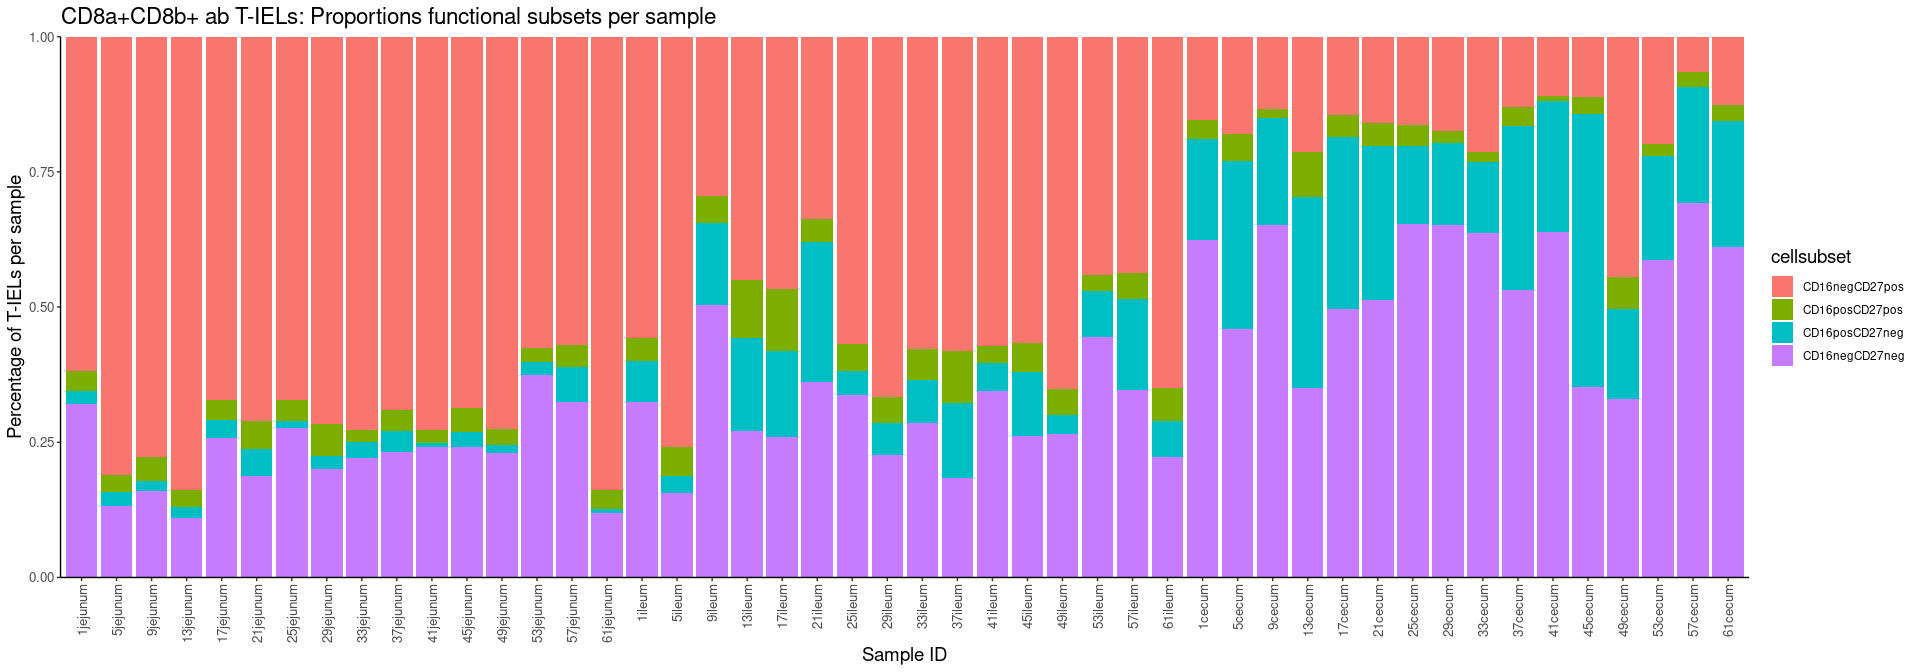 CD8a+CD8b+ ab T-IELs: Proportions functional subsets per sample
Percentage of T-IELs per sample
1.00
0.75
0.50
0.25
0.00
1jejunum
5jejunum
9jejunum
13jejunum
17jejunum
21jejunum
25jejunum
29jejunum
33jejunum
37jejunum
41jejunum
45jejunum
49jejunum
53jejunum
57jejunum
61jejunum
1ileum
5ileum
9ileum
13ileum
17ileum
21ileum
25ileum
29ileum
33ileum
37ileum
41ileum
45ileum
49ileum
53ileum
57ileum
61ileum
1cecum
5cecum
9cecum
13cecum
17cecum
21cecum
25cecum
29cecum
33cecum
37cecum
41cecum
45cecum
49cecum
53cecum
57cecum
61cecum
Sample ID
cellsubset
CD16negCD27pos
CD16posCD27pos
CD16posCD27neg
CD16negCD27neg